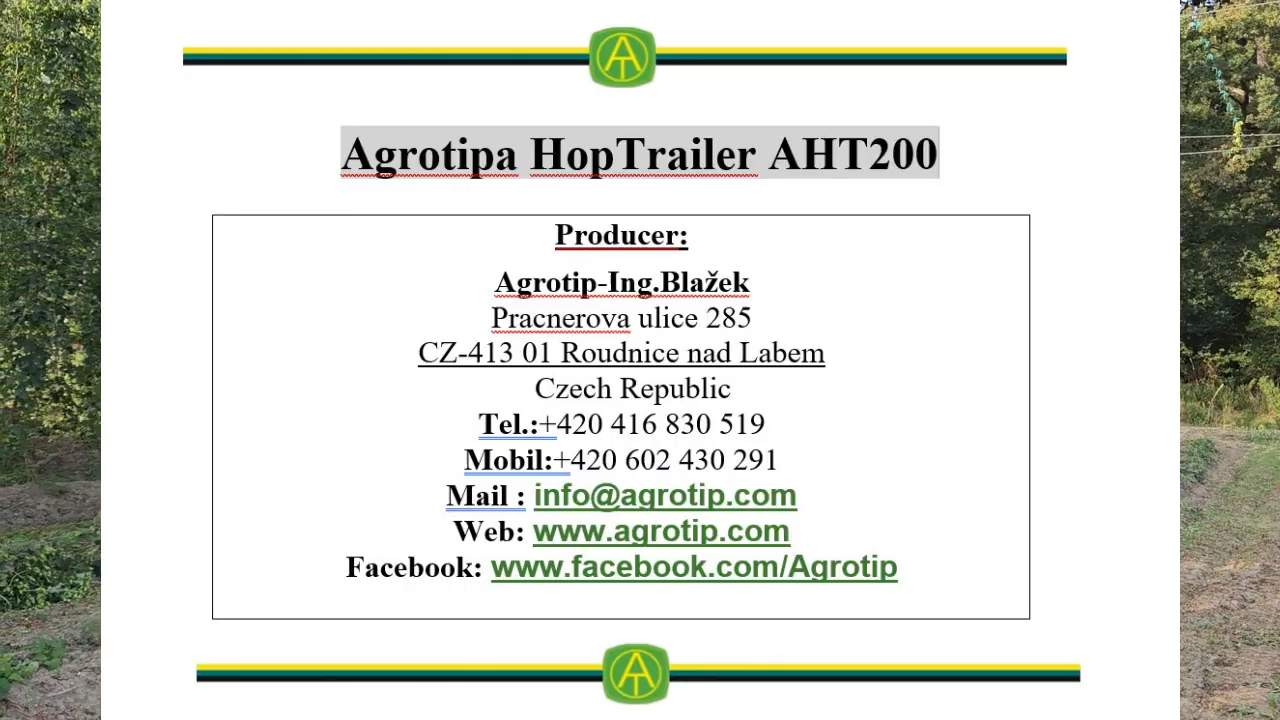 Agrotipa HopTrailer AHT200
Producer:
Agrotip-Ing.Blažek
Pracnerova ulice 285
CZ-413 01 Roudnice nad Labem
Czech Republic
Tel.:+420 416 830 519
Mobil:+420 602 430 291
Mail : info@agrotip.com
Web: www.agrotip.com
Facebook: www.facebook.com/Agrotip